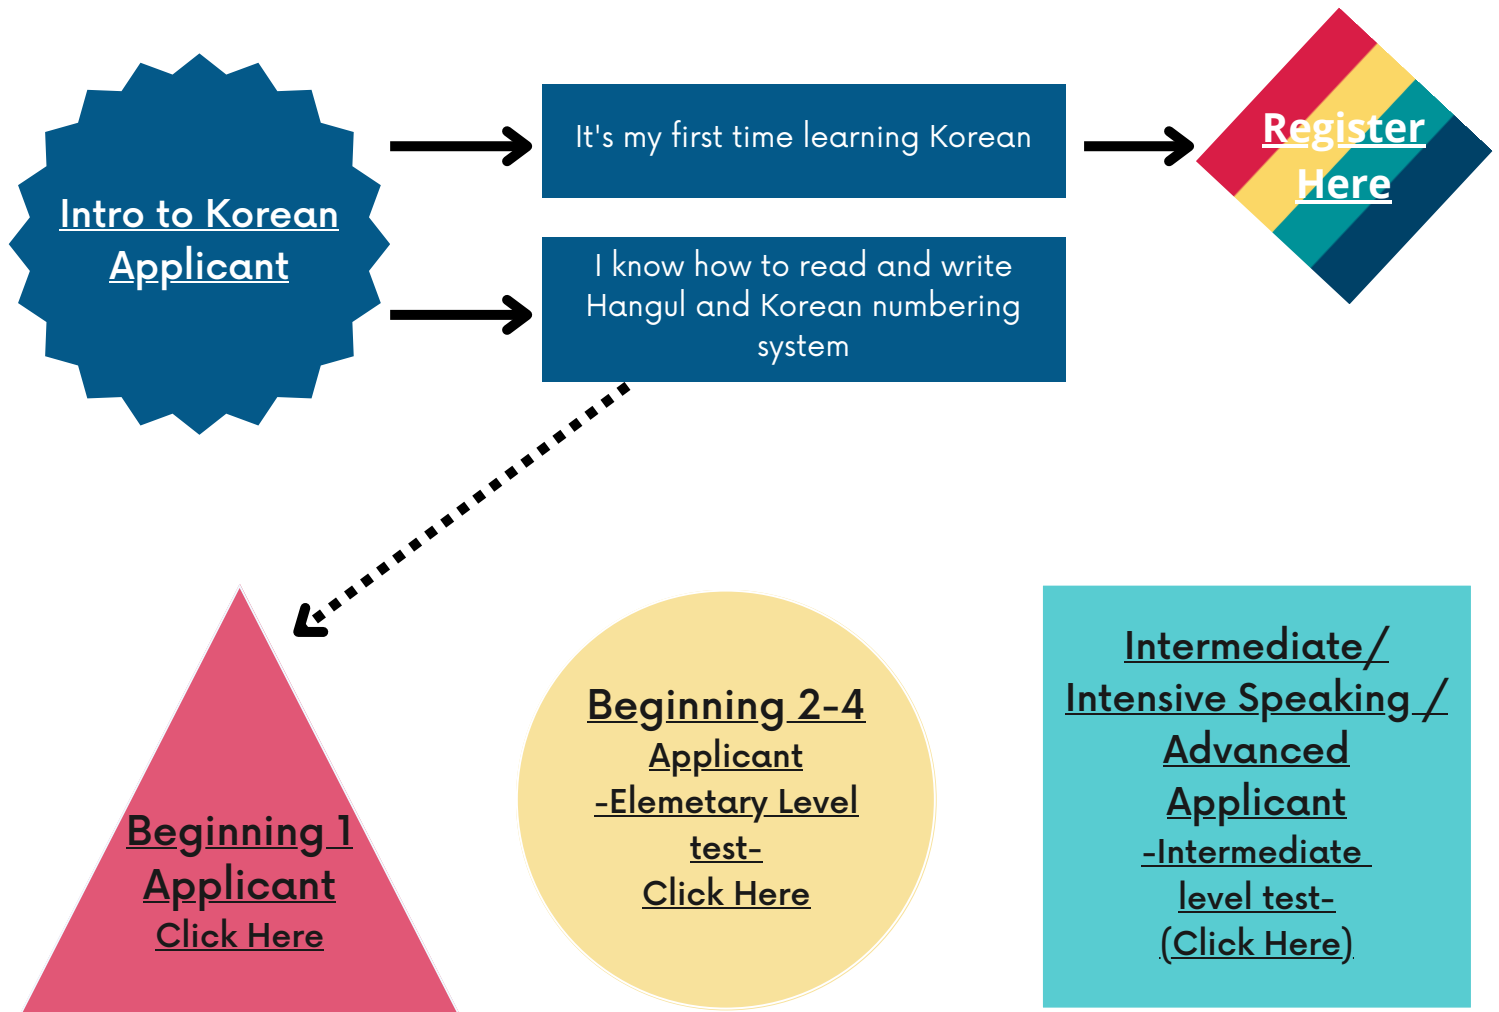 Intro to Korean
Applicant
It's my first time learning Korean
Register
Here
I know how to read and write
Hangul and Korean numbering
system
Beginning 1
Applicant
Click Here
Beginning 2-4
Applicant
-Elemetary Level
test-
Click Here
Intermediate/
Intensive Speaking /
Advanced
Applicant
-Intermediate
level test-
(Click Here)